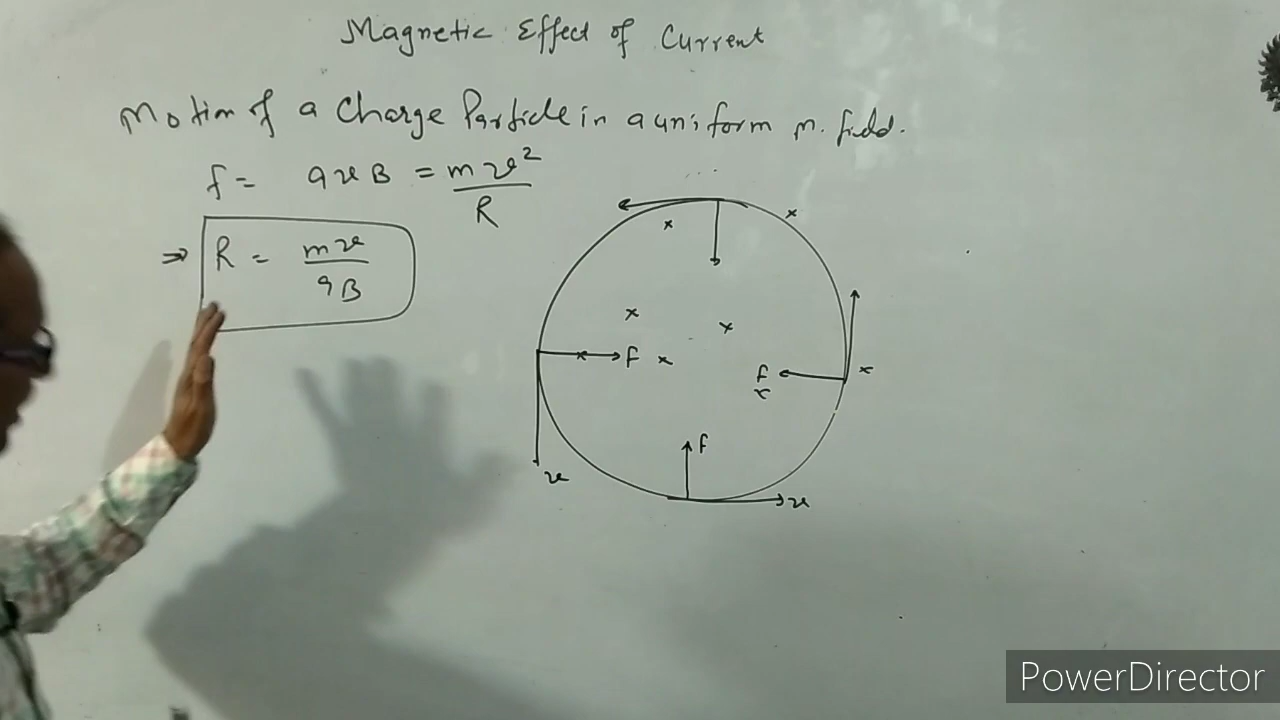 Magnetic Effect of Current
Motion of a Charge Particle in a uniform m. field.
f = qvB = mv²/R
⇒ R = mv/qB
x
x
x
x
x
f
x
f
x
x
f
v
v
PowerDirector